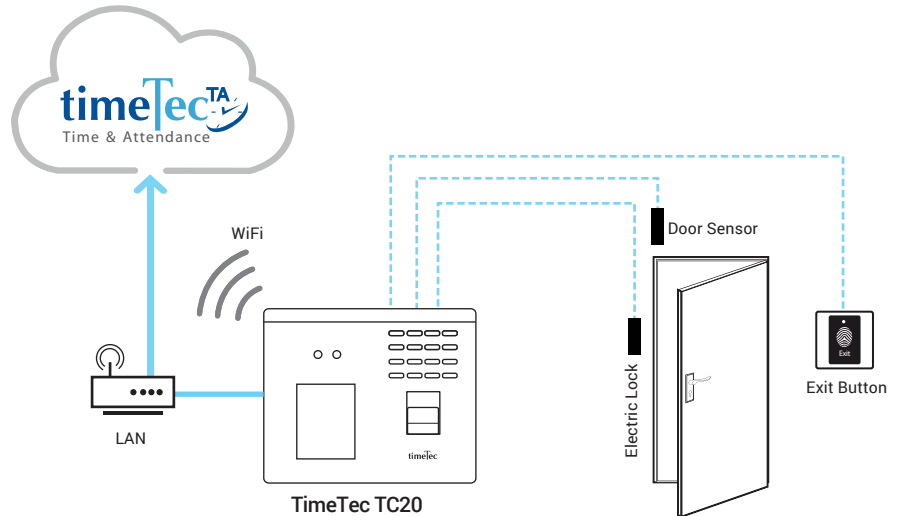 timeTec TA
Time & Attendance
WiFi
Door Sensor
Electric Lock
Exit
Exit Button
LAN
timeTec
TimeTec TC20